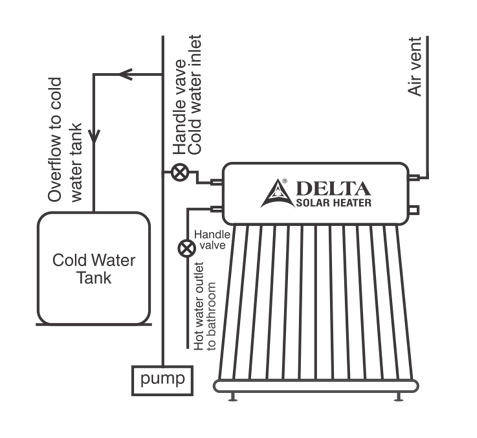 Overflow to cold
water tank
Handle vave
Cold water inlet
Air vent
DELTA®
SOLAR HEATER
Cold Water
Tank
Handle
valve
Hot water outlet
to bathroom
pump